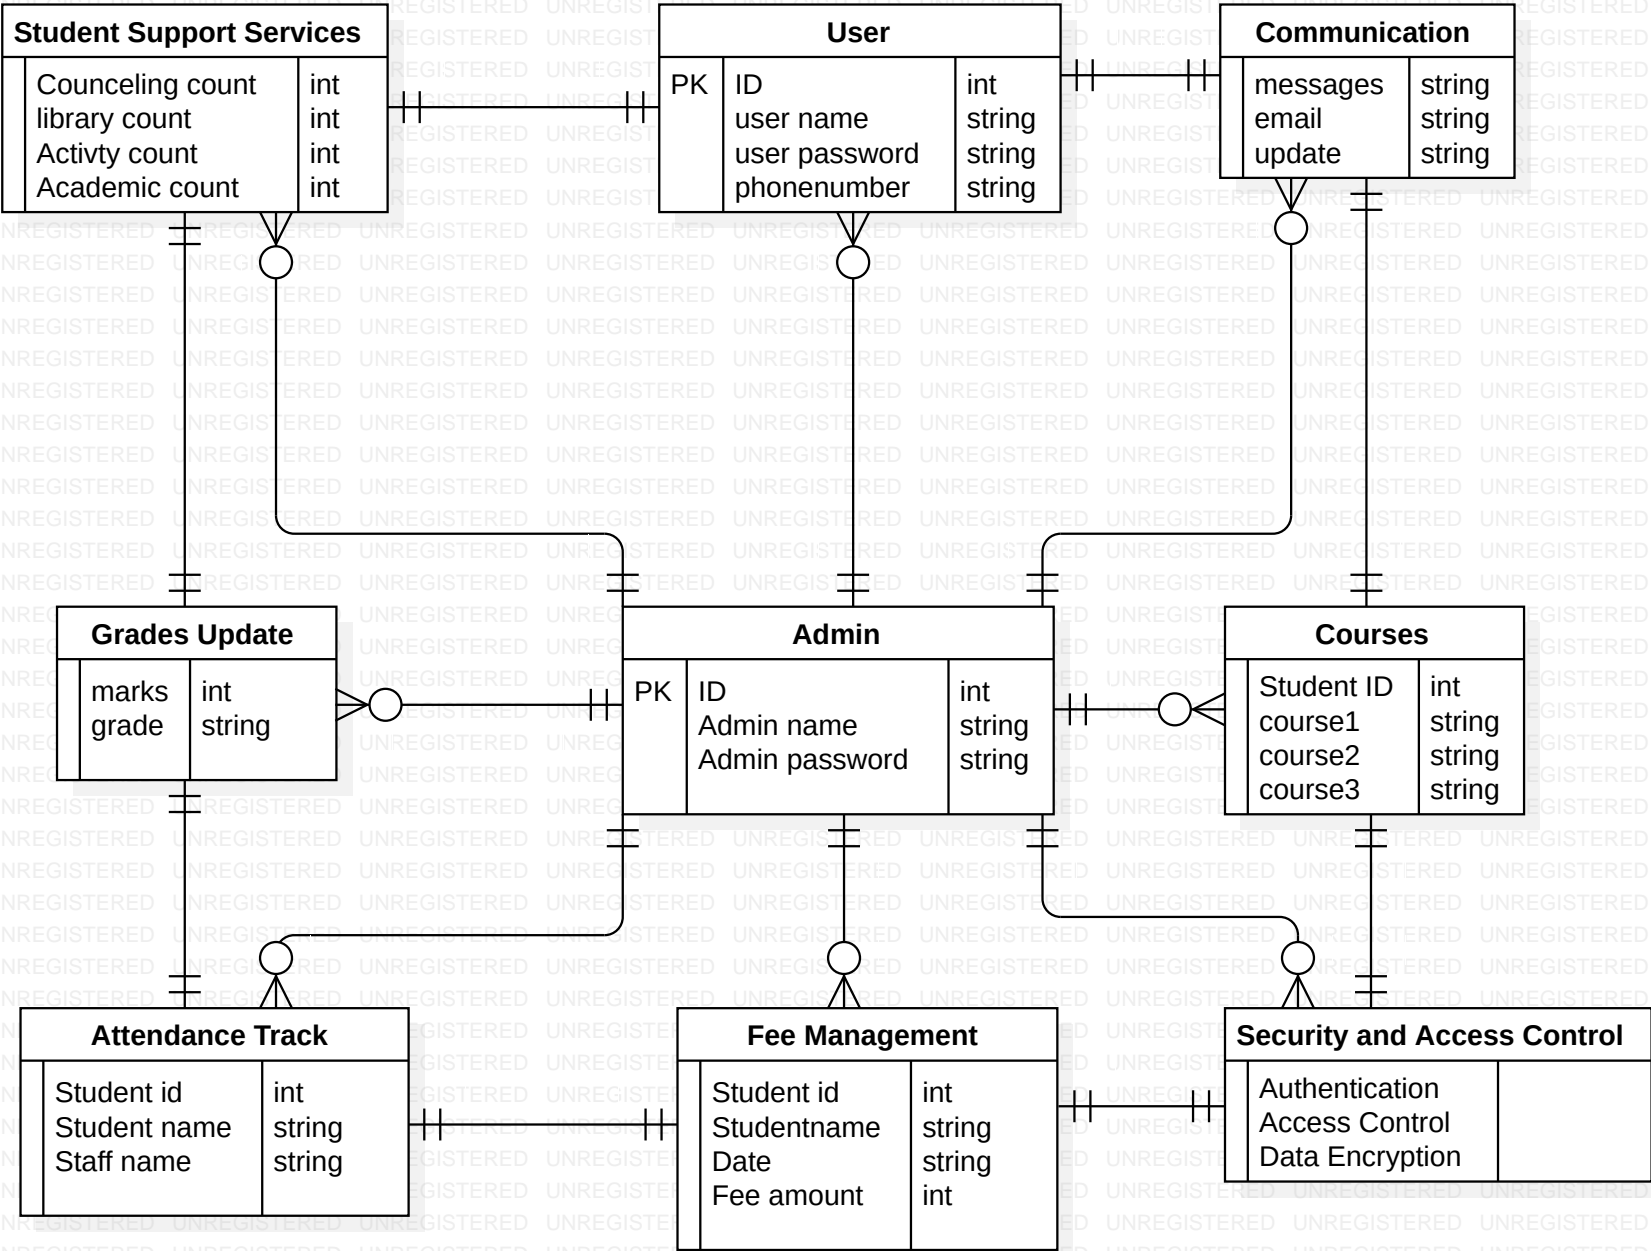 Student Support Services
Counceling count int
library count int
Activty count int
Academic count int
User
PK ID int
user name string
user password string
phonenumber string
Communication
messages string
email string
update string
Grades Update
marks int
grade string
Admin
PK ID int
Admin name string
Admin password string
Courses
Student ID int
course1 string
course2 string
course3 string
Attendance Track
Student id int
Student name string
Staff name string
Fee Management
Student id int
Studentname string
Date string
Fee amount int
Security and Access Control
Authentication
Access Control
Data Encryption
UNREGISTERED